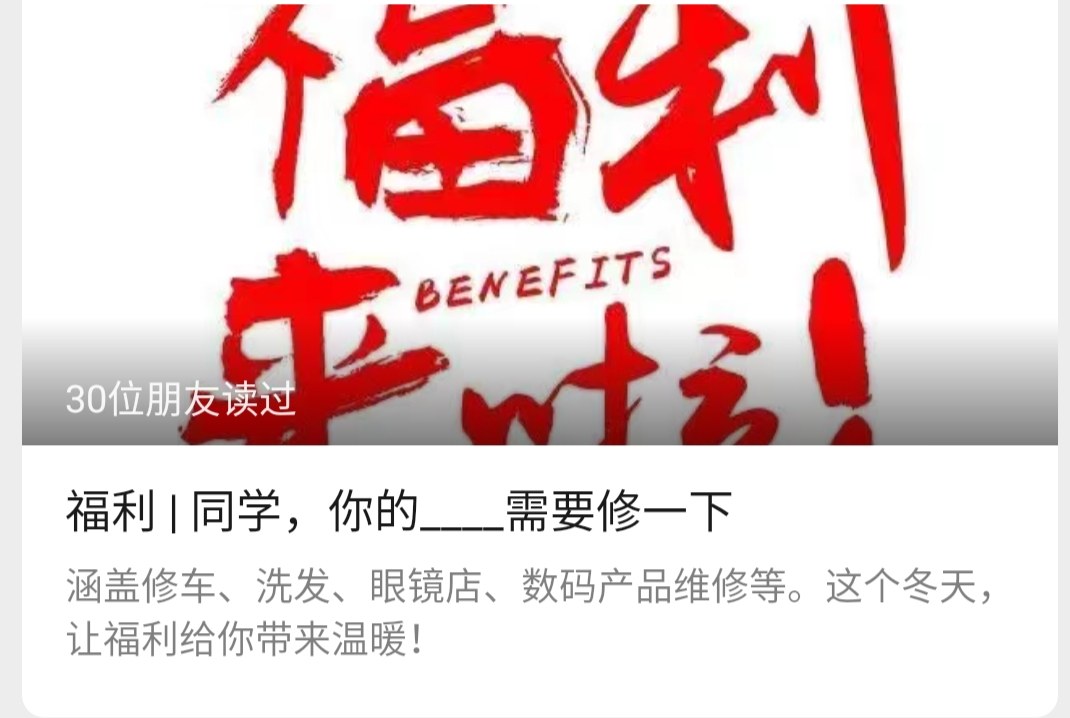 福利
BENEFITS
来啦!
30位朋友读过
福利 | 同学，你的____需要修一下
涵盖修车、洗发、眼镜店、数码产品维修等。这个冬天，
让福利给你带来温暖！